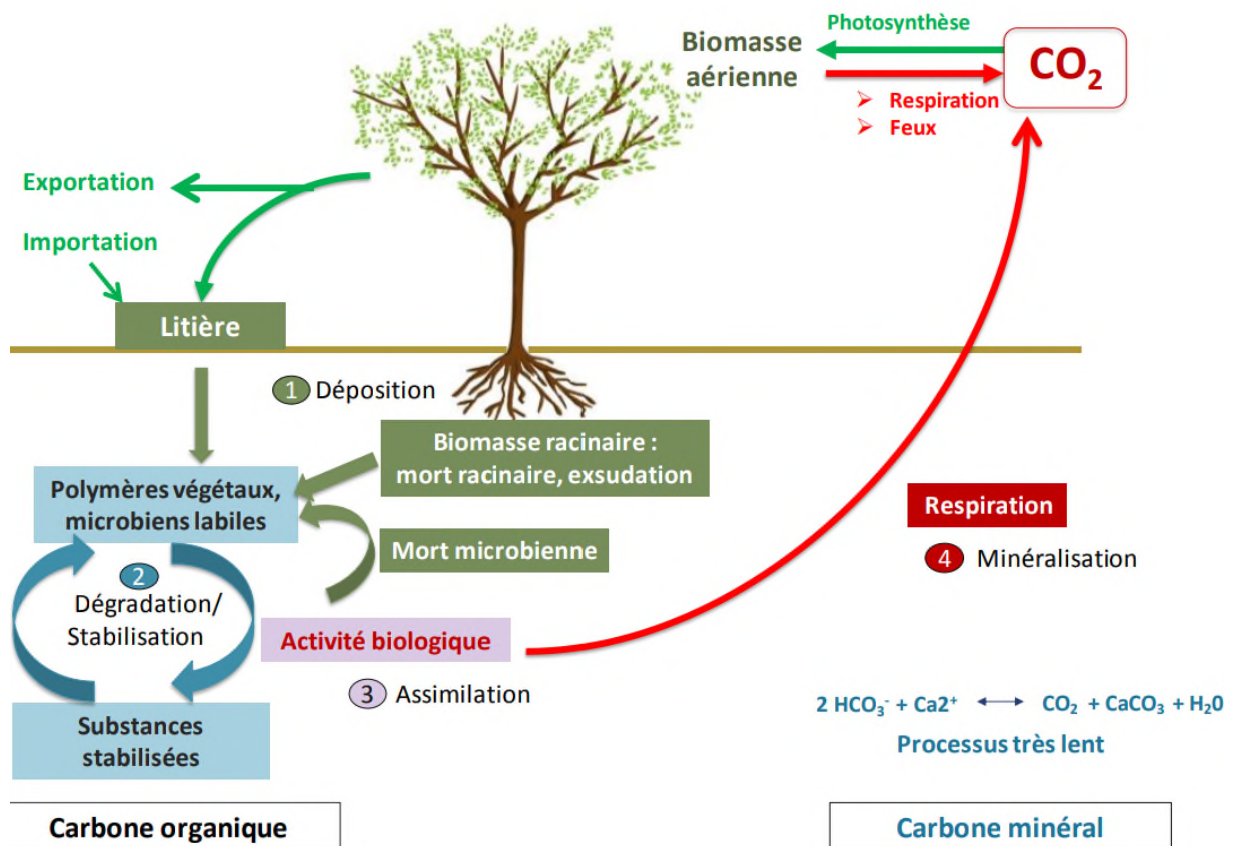 Photosynthèse
Biomasse
aérienne
CO₂
➢ Respiration
➢ Feux
Exportation
Importation
Litière
1 Déposition
Biomasse racinaire :
mort racinaire, exsudation
Polymères végétaux,
microbiens labiles
Mort microbienne
Respiration
2
Dégradation/
Stabilisation
4 Minéralisation
Activité biologique
3 Assimilation
Substances
stabilisées
2 HCO₃⁻ + Ca2⁺ ⟷ CO₂ + CaCO₃ + H₂0
Processus très lent
Carbone organique
Carbone minéral